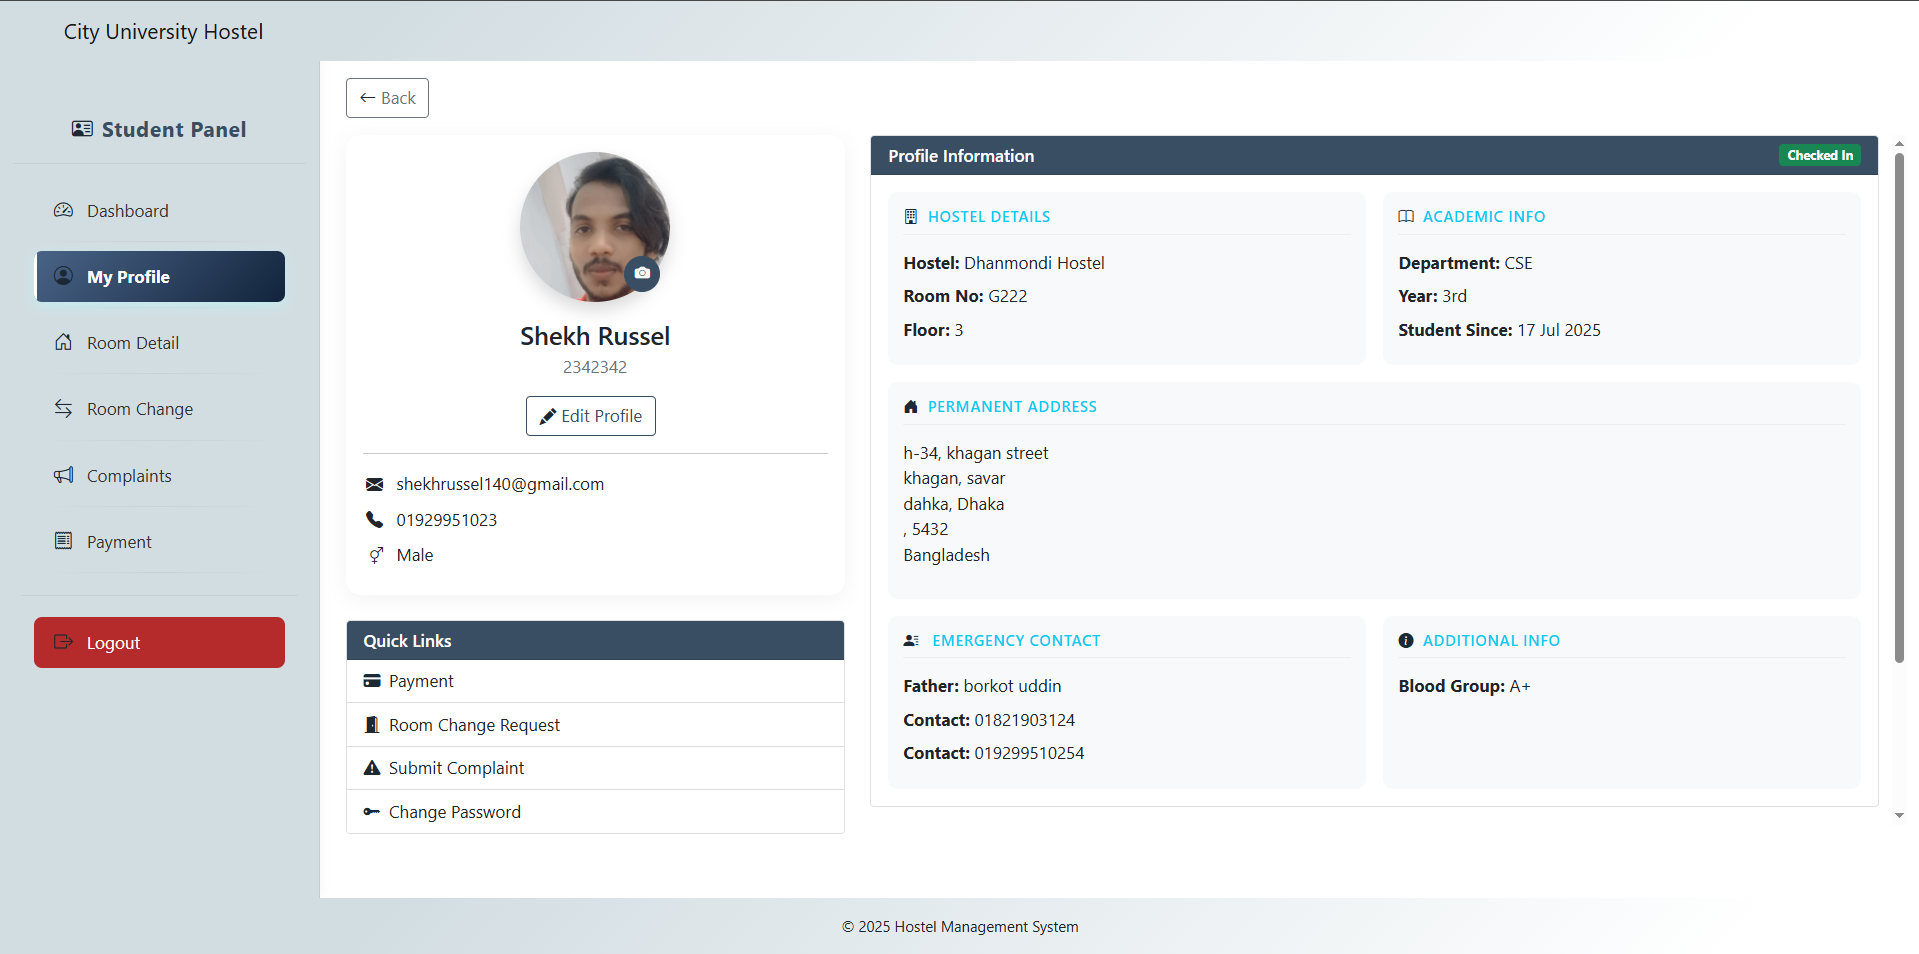 City University Hostel
Student Panel
Dashboard
My Profile
Room Detail
Room Change
Complaints
Payment
Logout
Back
Shekh Russel
2342342
Edit Profile
shekhrussel140@gmail.com
01929951023
Male
Quick Links
Payment
Room Change Request
Submit Complaint
Change Password
Profile Information
Checked In
HOSTEL DETAILS
Hostel: Dhanmondi Hostel
Room No: G222
Floor: 3
ACADEMIC INFO
Department: CSE
Year: 3rd
Student Since: 17 Jul 2025
PERMANENT ADDRESS
h-34, khagan street
khagan, savar
dahka, Dhaka
, 5432
Bangladesh
EMERGENCY CONTACT
Father: borkot uddin
Contact: 01821903124
Contact: 019299510254
ADDITIONAL INFO
Blood Group: A+
© 2025 Hostel Management System